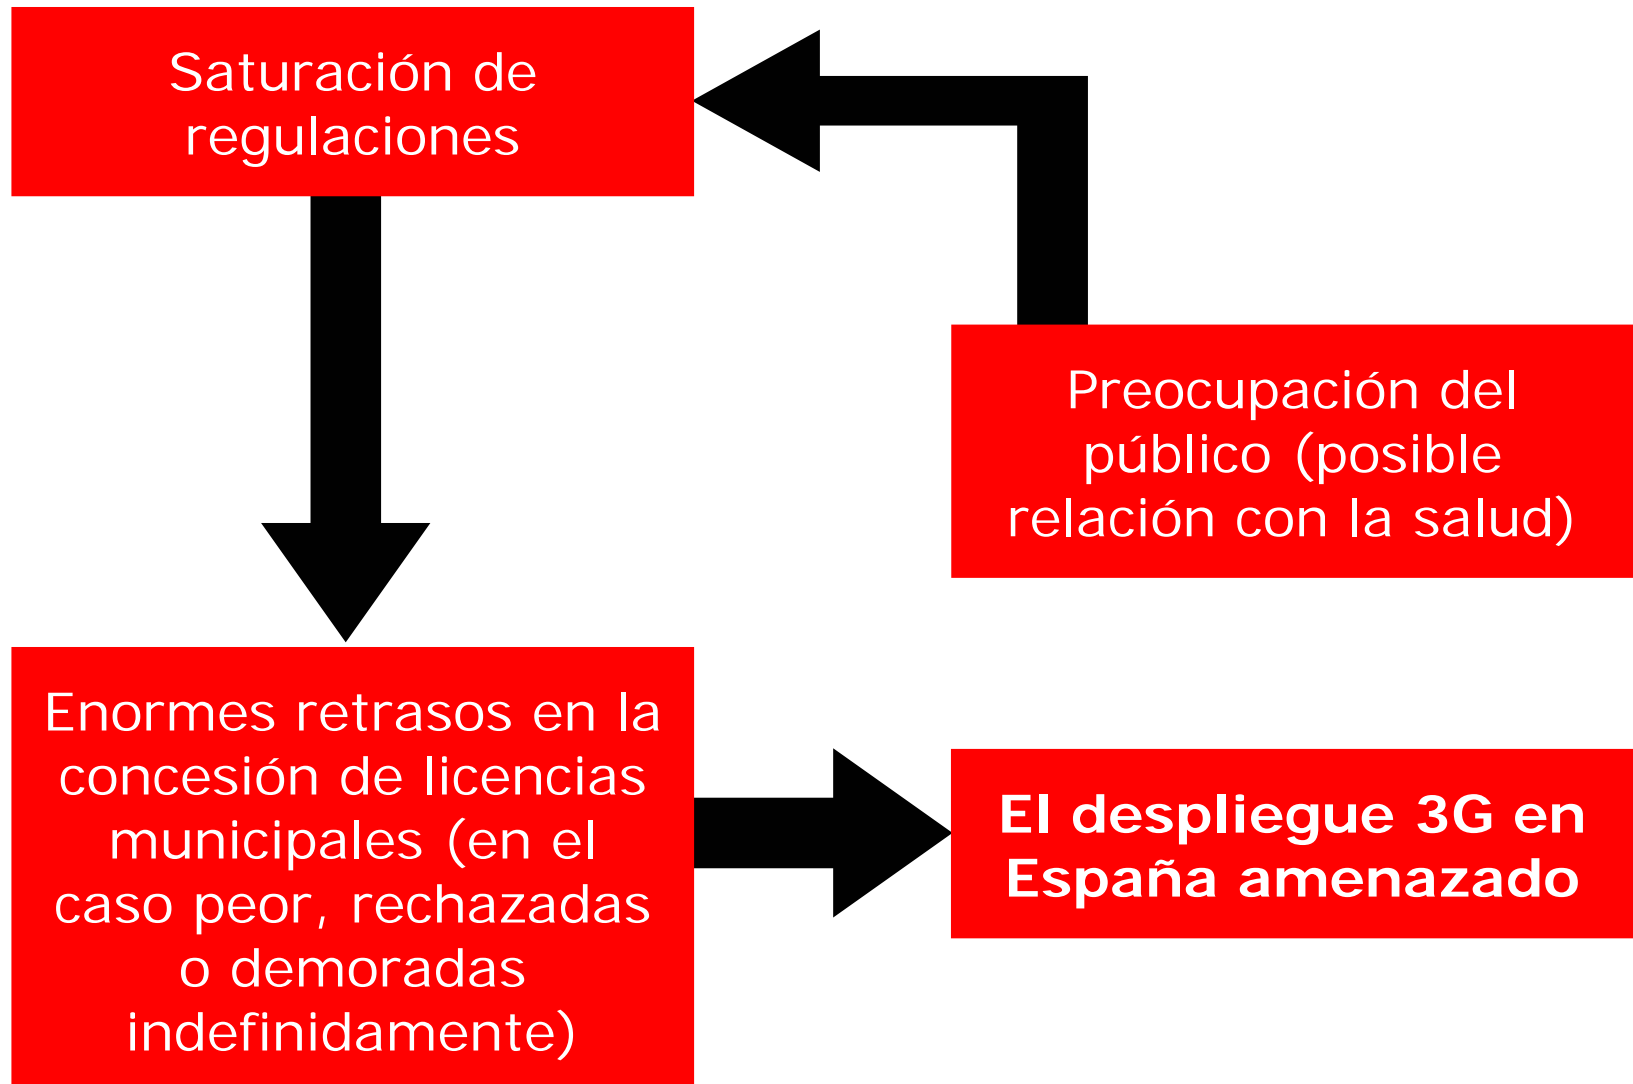 Saturación de
regulaciones
Preocupación del
público (posible
relación con la salud)
Enormes retrasos en la
concesión de licencias
municipales (en el
caso peor, rechazadas
o demoradas
indefinidamente)
El despliegue 3G en
España amenazado